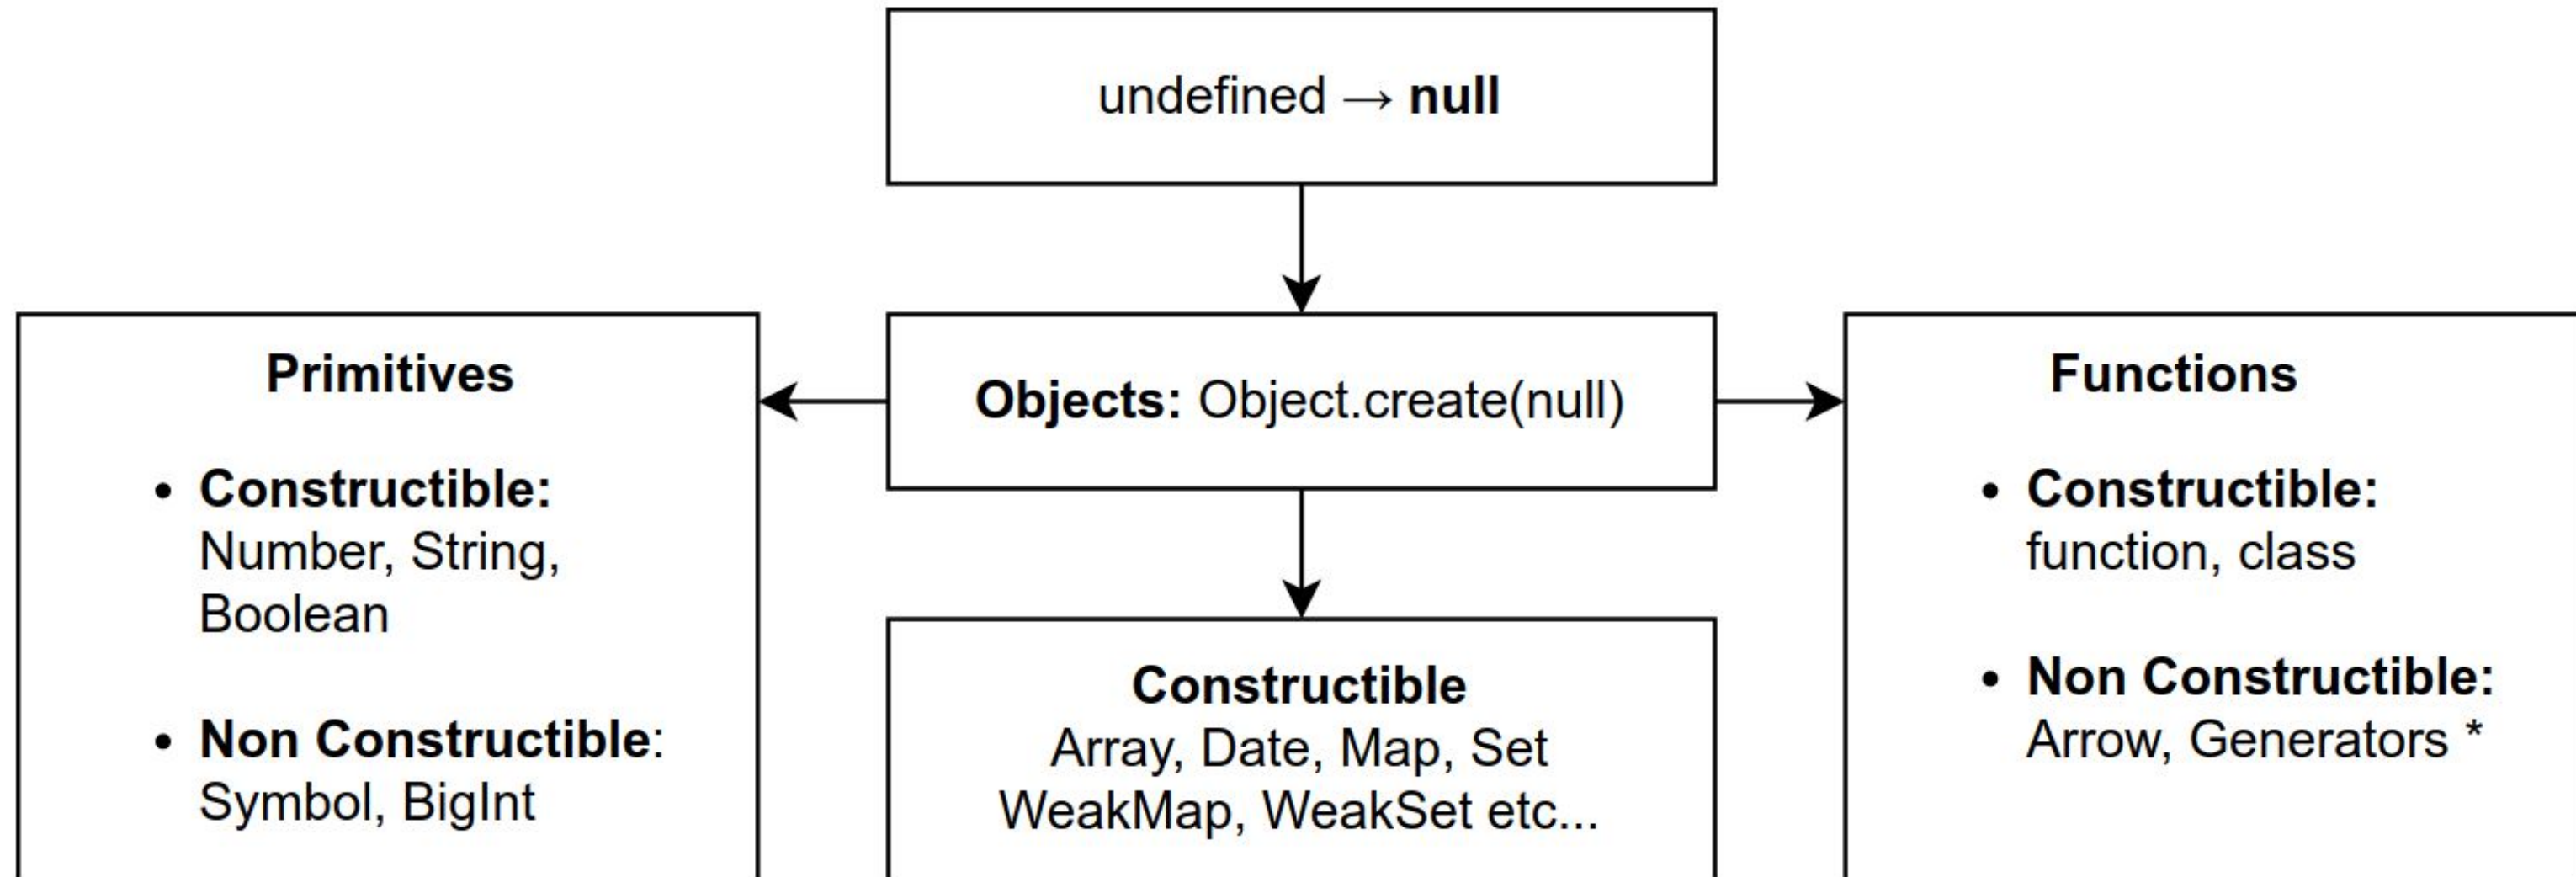 undefined → null
Primitives
• Constructible:
Number, String,
Boolean
• Non Constructible:
Symbol, BigInt
Objects: Object.create(null)
Constructible
Array, Date, Map, Set
WeakMap, WeakSet etc...
Functions
• Constructible:
function, class
• Non Constructible:
Arrow, Generators *